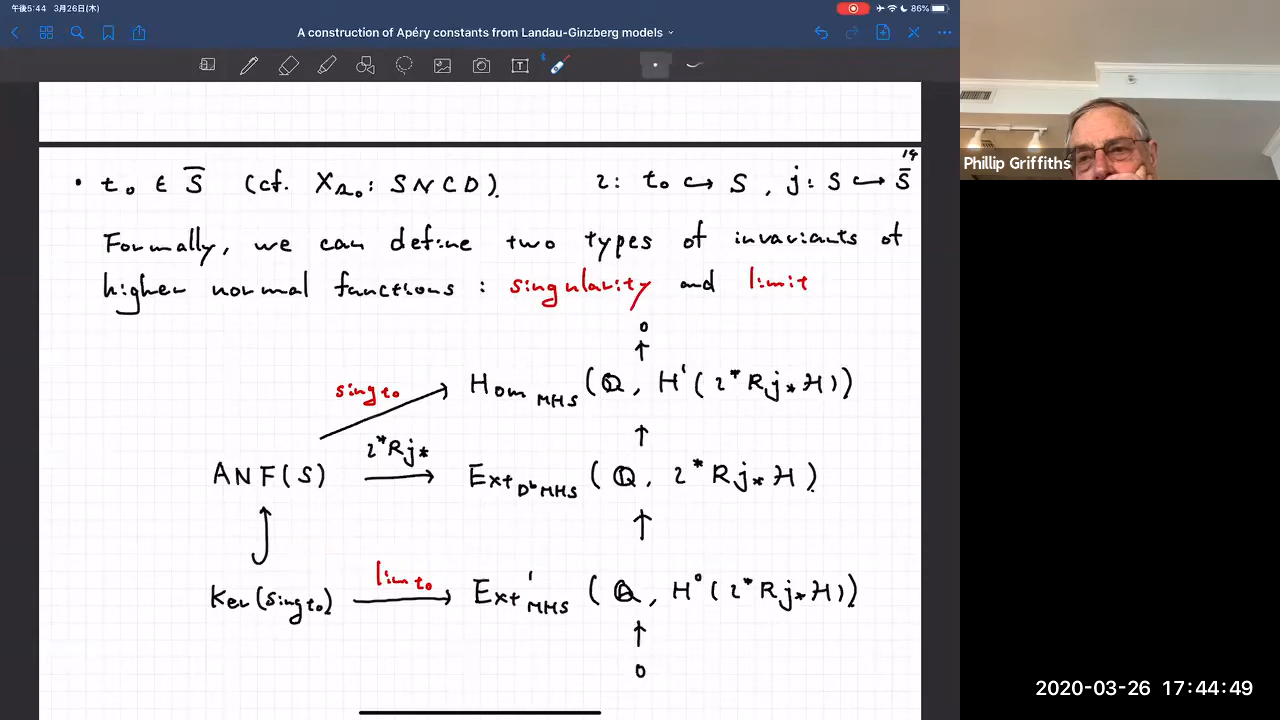 午後5:44 3月26日(木)
86%
A construction of Apéry constants from Landau-Ginzberg models
19
• t₀ ∈ S̄ (cf. X_{t₀}: SNCD). ι: t₀ ↪ S, j: S ↪ S̄
Formally, we can define two types of invariants of
higher normal functions : singularity and limit
0
↑
sing_{t₀} Hom_{MHS} (ℚ, H¹(ι*Rj_*ℋ))
↑
ι*Rj_*
ANF(S) → Ext_{D^bMHS} (ℚ, ι*Rj_*ℋ).
↑
lim_{t₀}
Ker(sing_{t₀}) → Ext¹_{MHS} (ℚ, H⁰(ι*Rj_*ℋ))
↑
0
Phillip Griffiths
2020-03-26 17:44:49